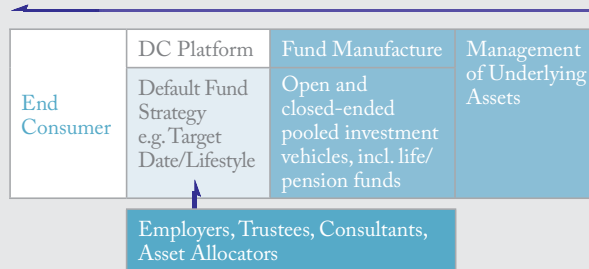 End
Consumer
DC Platform
Default Fund
Strategy
e.g. Target
Date/Lifestyle
Fund Manufacture
Open and
closed-ended
pooled investment
vehicles, incl. life/
pension funds
Management
of Underlying
Assets
Employers, Trustees, Consultants,
Asset Allocators